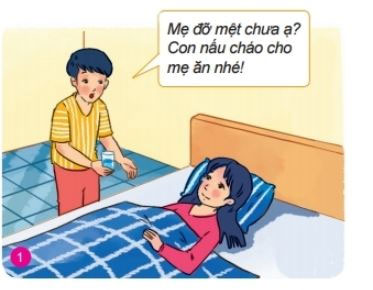 Mẹ đỡ mệt chưa ạ?
Con nấu cháo cho
mẹ ăn nhé!
1